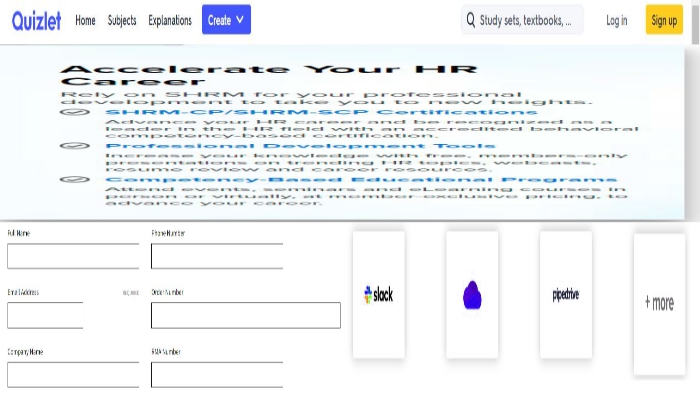 Quizlet Home Subjects Explanations Create Study sets, textbooks, ... Log in Sign up
Accelerate Your HR
Career
Rely on SHRM for your professional
development to take you to new heights.
SHRM-CP/SHRM-SCP Certifications
Advance your HR career and be recognized as a
leader in the HR field with an accredited behavioral
competency-based certification.
Professional Development Tools
Increase your knowledge with free, members-only
presentations on trending HR topics, webcasts,
resume review and career resources.
Competency-Based Educational Programs
Attend events, seminars and eLearning courses in
person or virtually, at member-exclusive pricing, to
advance your career.
Full Name Phone Number
Email Address Order Number
Company Name RMA Number
slack
pipedrive
+ more